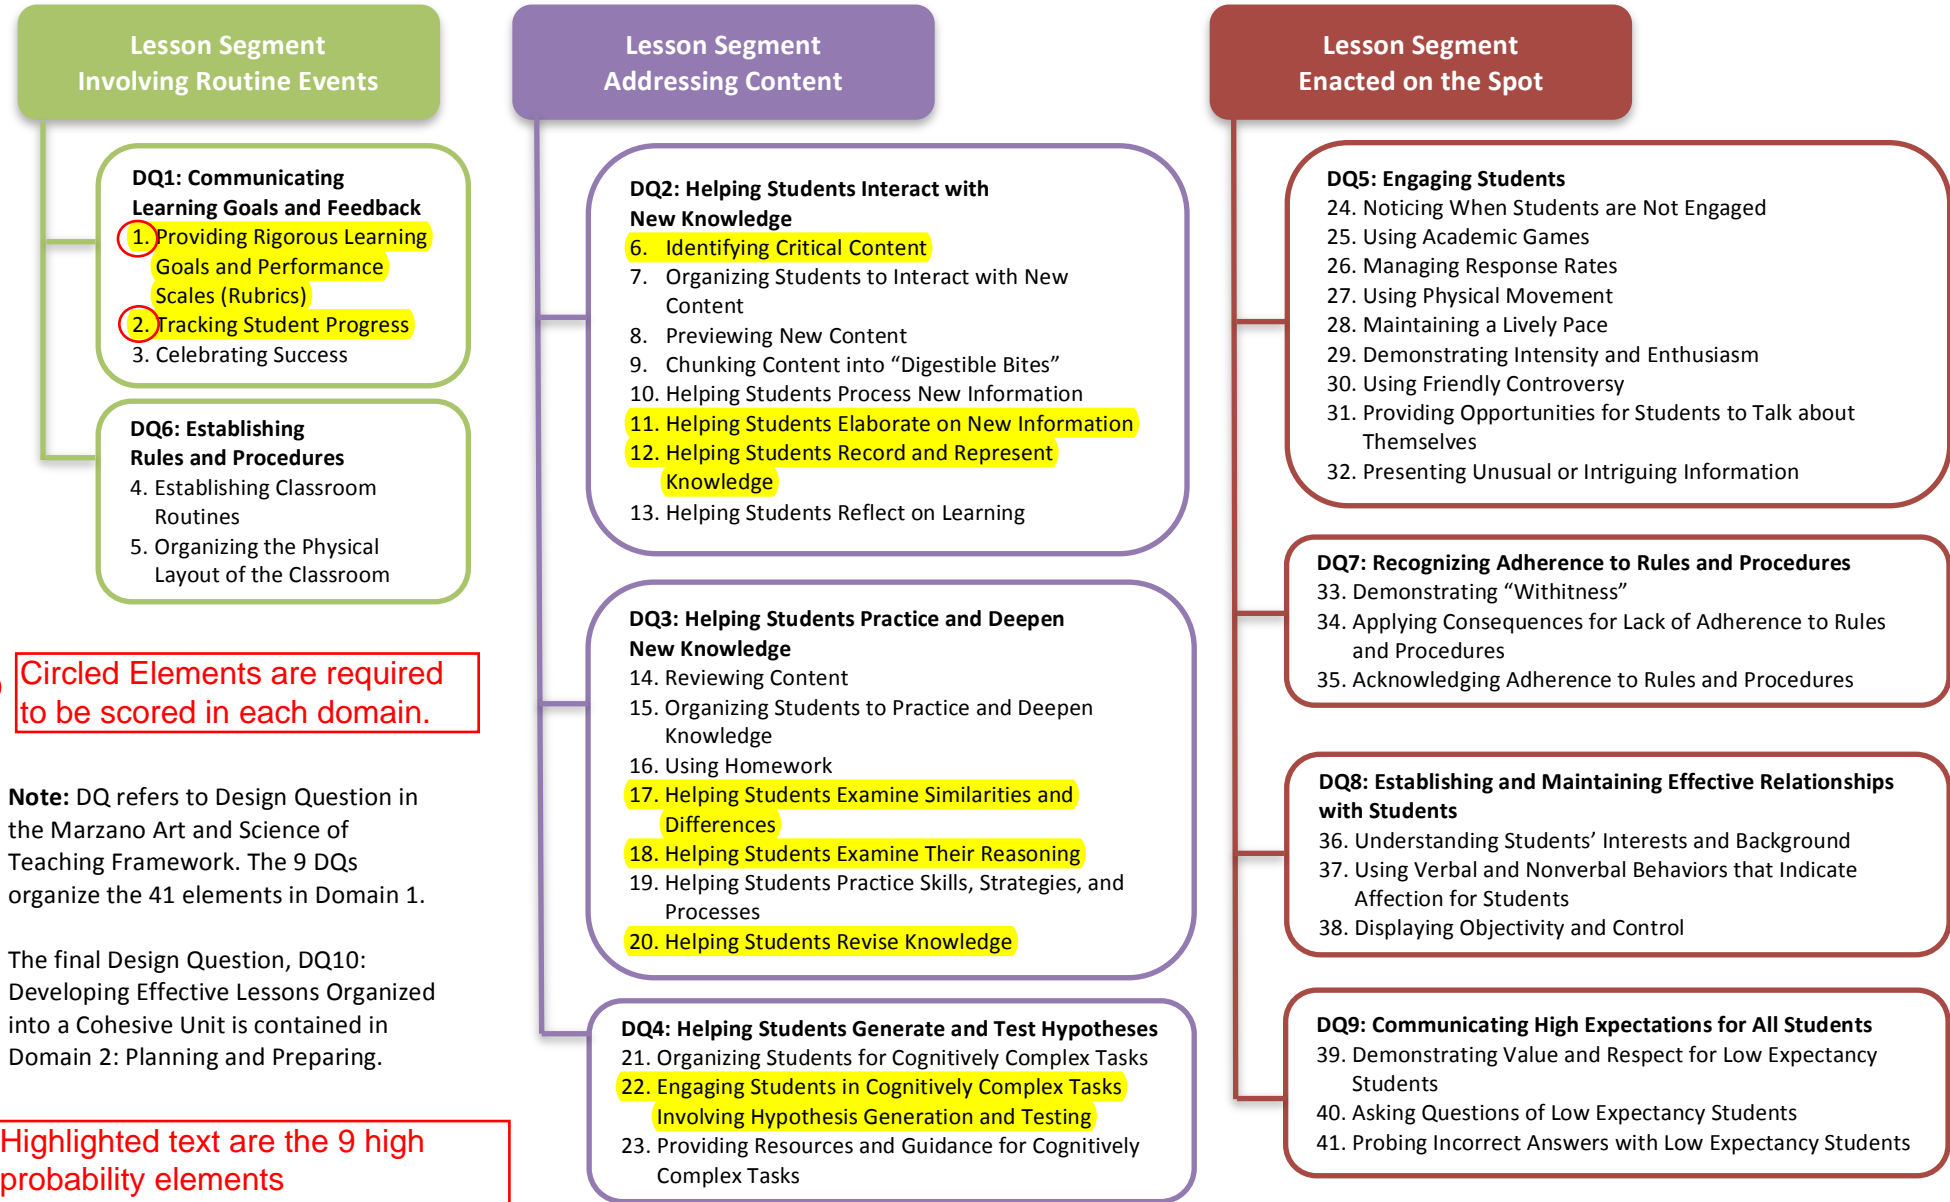 Lesson Segment
Involving Routine Events
DQ1: Communicating
Learning Goals and Feedback
1. Providing Rigorous Learning
Goals and Performance
Scales (Rubrics)
2. Tracking Student Progress
3. Celebrating Success
DQ6: Establishing
Rules and Procedures
4. Establishing Classroom
Routines
5. Organizing the Physical
Layout of the Classroom
Circled Elements are required
to be scored in each domain.
Note: DQ refers to Design Question in
the Marzano Art and Science of
Teaching Framework. The 9 DQs
organize the 41 elements in Domain 1.
The final Design Question, DQ10:
Developing Effective Lessons Organized
into a Cohesive Unit is contained in
Domain 2: Planning and Preparing.
Highlighted text are the 9 high
probability elements
Lesson Segment
Addressing Content
DQ2: Helping Students Interact with
New Knowledge
6. Identifying Critical Content
7. Organizing Students to Interact with New
Content
8. Previewing New Content
9. Chunking Content into “Digestible Bites”
10. Helping Students Process New Information
11. Helping Students Elaborate on New Information
12. Helping Students Record and Represent
Knowledge
13. Helping Students Reflect on Learning
DQ3: Helping Students Practice and Deepen
New Knowledge
14. Reviewing Content
15. Organizing Students to Practice and Deepen
Knowledge
16. Using Homework
17. Helping Students Examine Similarities and
Differences
18. Helping Students Examine Their Reasoning
19. Helping Students Practice Skills, Strategies, and
Processes
20. Helping Students Revise Knowledge
DQ4: Helping Students Generate and Test Hypotheses
21. Organizing Students for Cognitively Complex Tasks
22. Engaging Students in Cognitively Complex Tasks
Involving Hypothesis Generation and Testing
23. Providing Resources and Guidance for Cognitively
Complex Tasks
Lesson Segment
Enacted on the Spot
DQ5: Engaging Students
24. Noticing When Students are Not Engaged
25. Using Academic Games
26. Managing Response Rates
27. Using Physical Movement
28. Maintaining a Lively Pace
29. Demonstrating Intensity and Enthusiasm
30. Using Friendly Controversy
31. Providing Opportunities for Students to Talk about
Themselves
32. Presenting Unusual or Intriguing Information
DQ7: Recognizing Adherence to Rules and Procedures
33. Demonstrating “Withitness”
34. Applying Consequences for Lack of Adherence to Rules
and Procedures
35. Acknowledging Adherence to Rules and Procedures
DQ8: Establishing and Maintaining Effective Relationships
with Students
36. Understanding Students’ Interests and Background
37. Using Verbal and Nonverbal Behaviors that Indicate
Affection for Students
38. Displaying Objectivity and Control
DQ9: Communicating High Expectations for All Students
39. Demonstrating Value and Respect for Low Expectancy
Students
40. Asking Questions of Low Expectancy Students
41. Probing Incorrect Answers with Low Expectancy Students